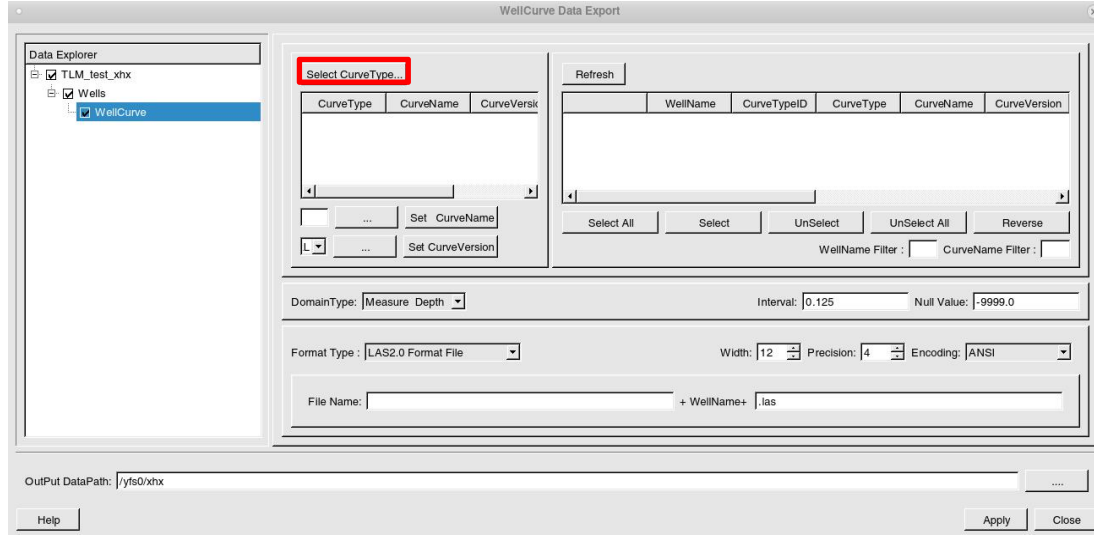 WellCurve Data Export
Data Explorer
TLM_test_xhx
Wells
WellCurve
Select CurveType...
CurveType CurveName CurveVersic
... Set CurveName
L ... Set CurveVersion
Refresh
WellName CurveTypeID CurveType CurveName CurveVersion
Select All Select UnSelect UnSelect All Reverse
WellName Filter : CurveName Filter :
DomainType: Measure Depth Interval: 0.125 Null Value: -9999.0
Format Type : LAS2.0 Format File Width: 12 Precision: 4 Encoding: ANSI
File Name: + WellName+ .las
OutPut DataPath: /yfs0/xhx ....
Help Apply Close